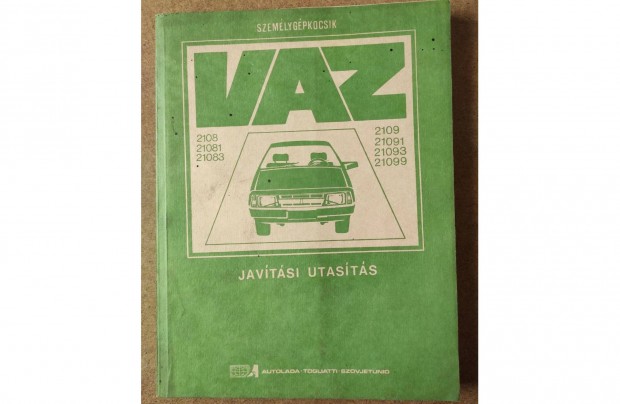 SZEMÉLYGÉPKOCSIK
VAZ
2108
21081
21083
2109
21091
21093
21099
JAVÍTÁSI UTASÍTÁS
AUTOLADA · TOGLIATTI · SZOVJETUNIÓ